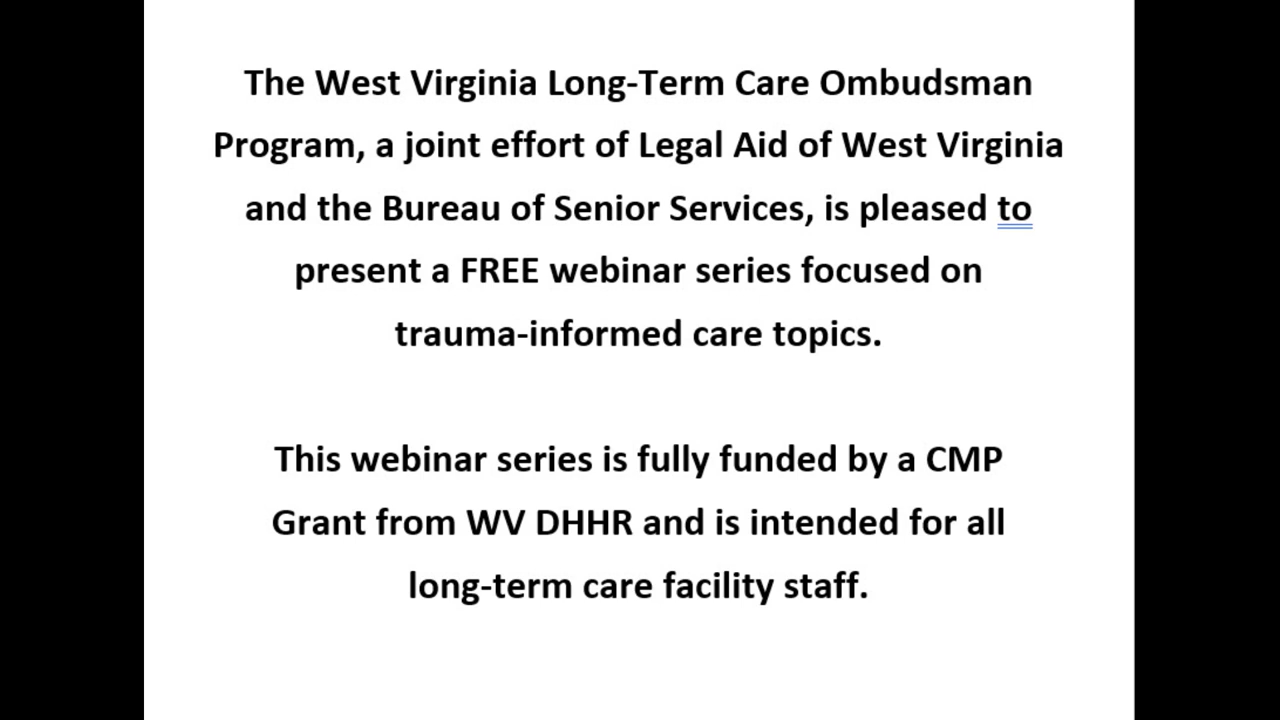 The West Virginia Long-Term Care Ombudsman
Program, a joint effort of Legal Aid of West Virginia
and the Bureau of Senior Services, is pleased to
present a FREE webinar series focused on
trauma-informed care topics.
This webinar series is fully funded by a CMP
Grant from WV DHHR and is intended for all
long-term care facility staff.